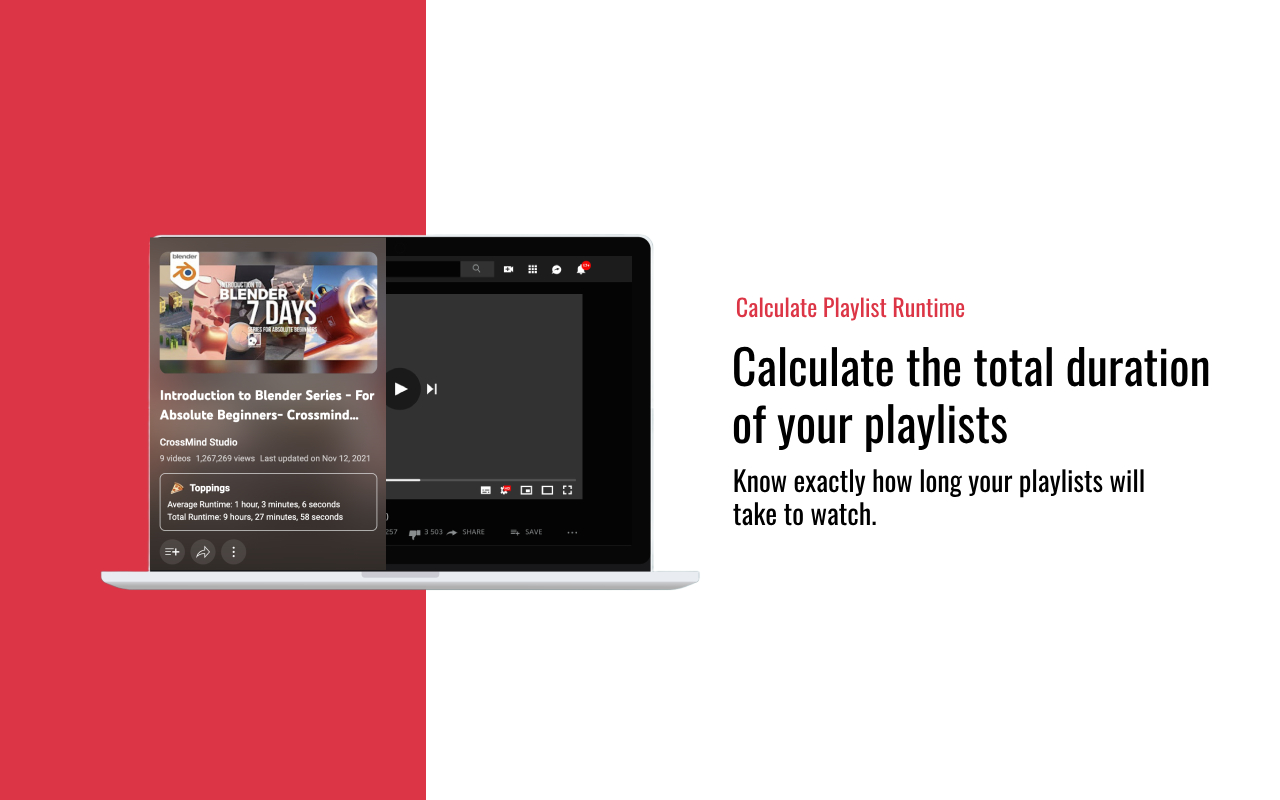 blender
INTRODUCTION TO
BLENDER
7 DAYS
SERIES FOR ABSOLUTE BEGINNERS
Introduction to Blender Series - For
Absolute Beginners- Crossmind...
CrossMind Studio
9 videos 1,267,269 views Last updated on Nov 12, 2021
Toppings
Average Runtime: 1 hour, 3 minutes, 6 seconds
Total Runtime: 9 hours, 27 minutes, 58 seconds
257 3 503 SHARE SAVE
Calculate Playlist Runtime
Calculate the total duration
of your playlists
Know exactly how long your playlists will
take to watch.